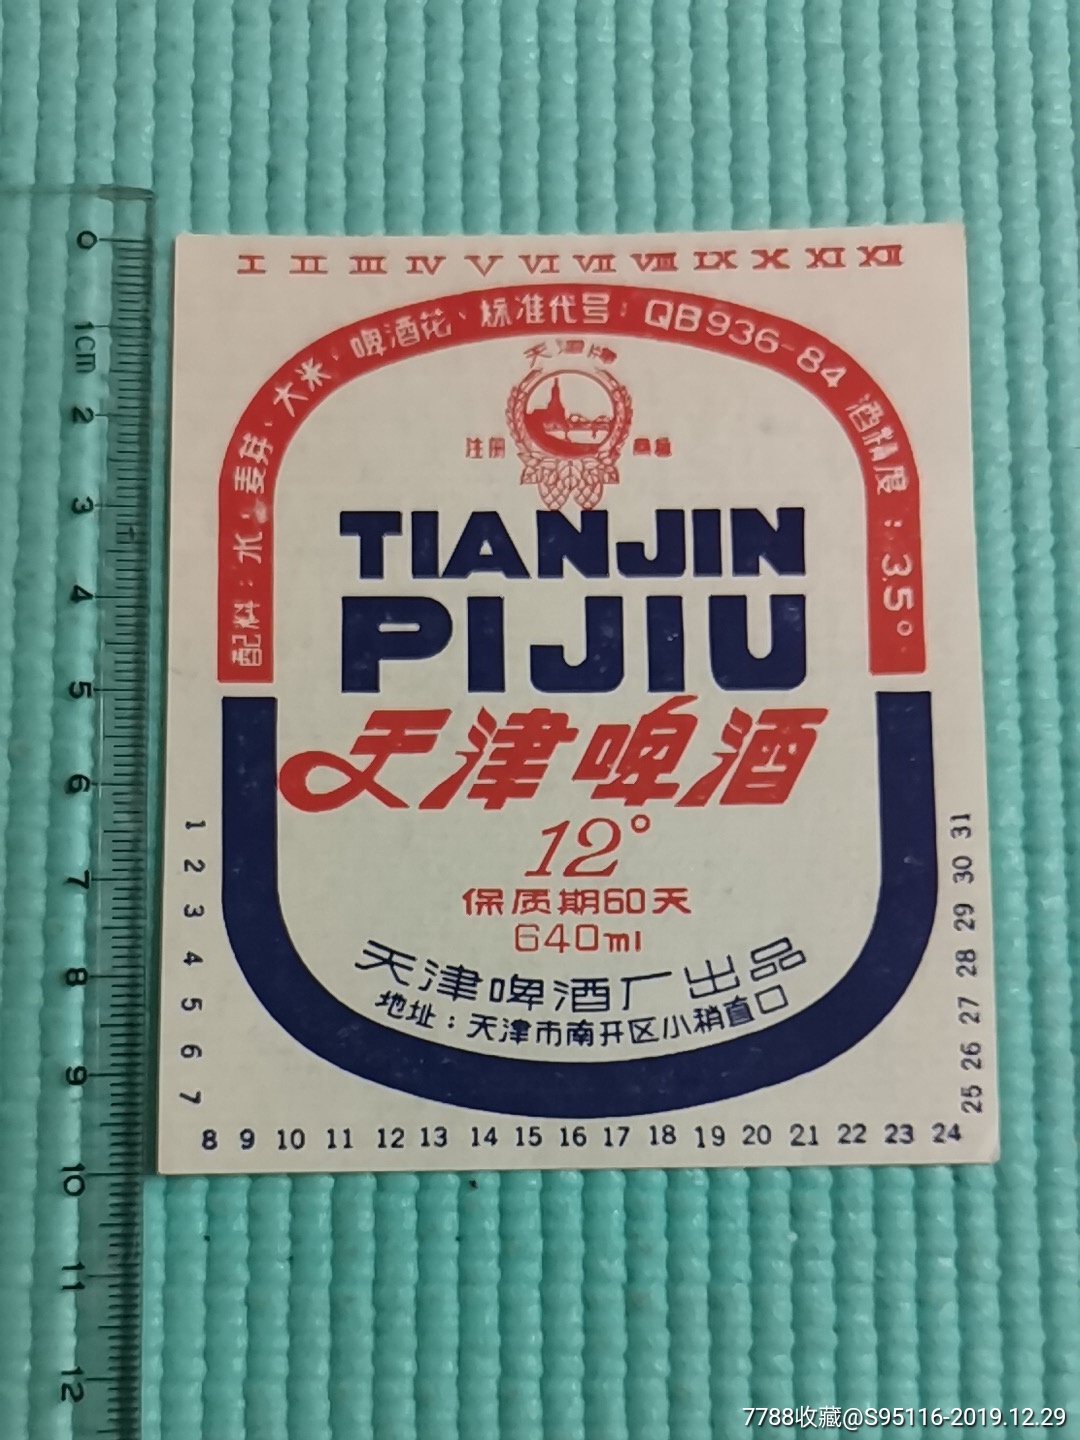 I II III IV V VI VII VIII IX X XI XII
配料:水·麦芽·大米·啤酒花·标准代号:QB936-84 酒精度:3.5°
天津牌
注册 商标
TIANJIN
PIJIU
天津啤酒
12°
保质期60天
640ml
天津啤酒厂出品
地址:天津市南开区小稍直口
1 2 3 4 5 6 7
8 9 10 11 12 13 14 15 16 17 18 19 20 21 22 23 24
25 26 27 28 29 30 31
0 1cm 2 3 4 5 6 7 8 9 10 11 12
7788收藏@S95116-2019.12.29